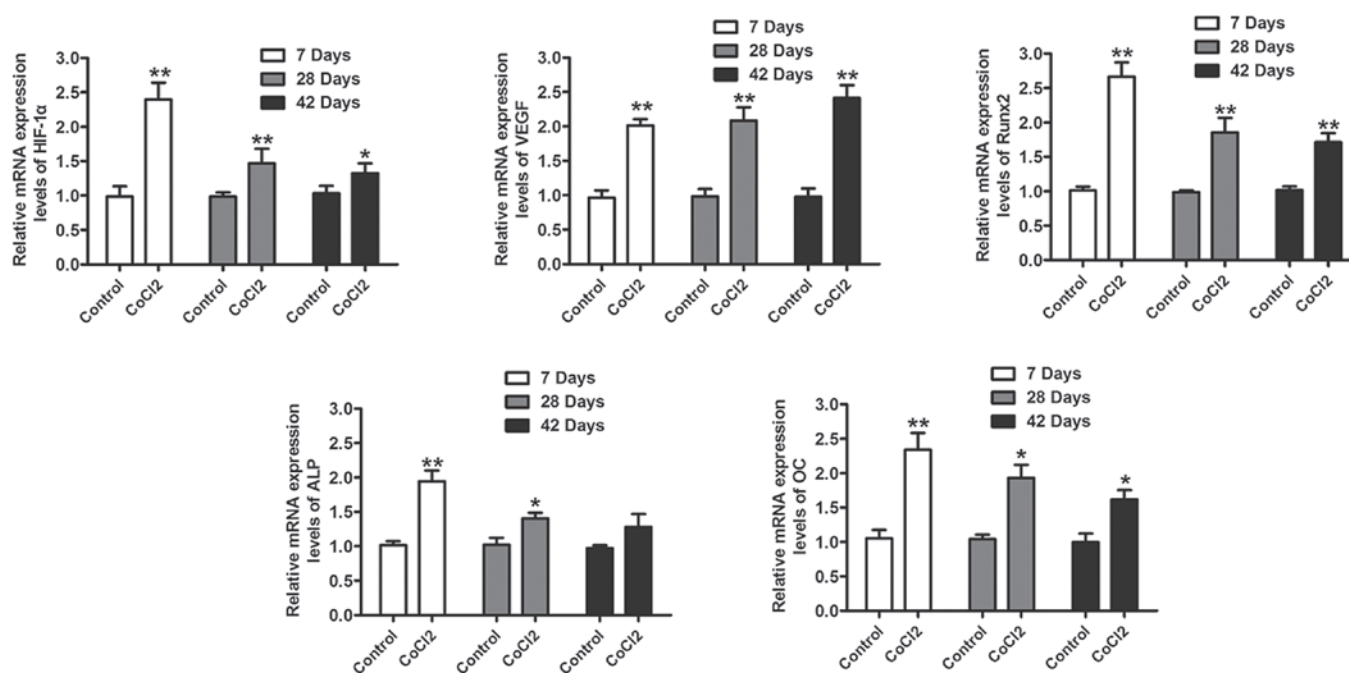 Relative mRNA expression
levels of HIF-1α
3.0
2.5
2.0
1.5
1.0
0.5
0.0
7 Days
28 Days
42 Days
**
**
*
Control
CoCl2
Control
CoCl2
Control
CoCl2
Relative mRNA expression
levels of VEGF
3.0
2.5
2.0
1.5
1.0
0.5
0.0
7 Days
28 Days
42 Days
**
**
**
Control
CoCl2
Control
CoCl2
Control
CoCl2
Relative mRNA expression
levels of Runx2
3.0
2.5
2.0
1.5
1.0
0.5
0.0
7 Days
28 Days
42 Days
**
**
**
Control
CoCl2
Control
CoCl2
Control
CoCl2
Relative mRNA expression
levels of ALP
3.0
2.5
2.0
1.5
1.0
0.5
0.0
7 Days
28 Days
42 Days
**
*
Control
CoCl2
Control
CoCl2
Control
CoCl2
Relative mRNA expression
levels of OC
3.0
2.5
2.0
1.5
1.0
0.5
0.0
7 Days
28 Days
42 Days
**
*
*
Control
CoCl2
Control
CoCl2
Control
CoCl2